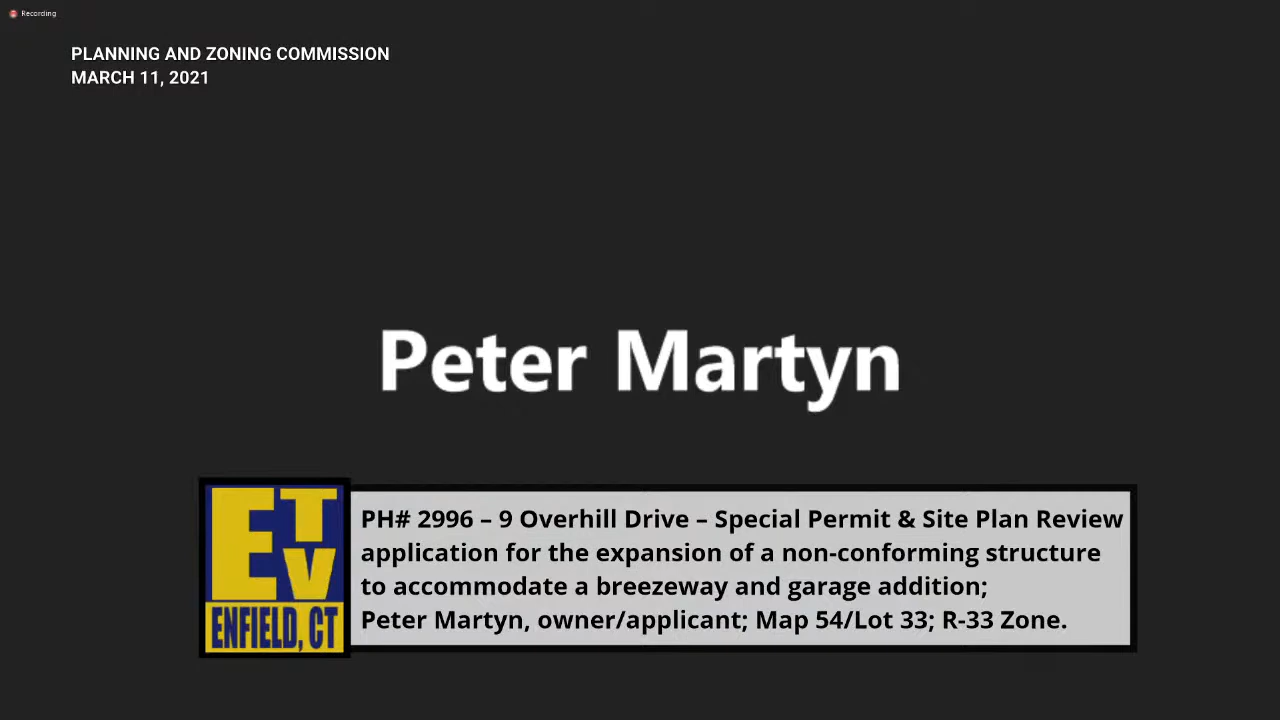 Recording
PLANNING AND ZONING COMMISSION
MARCH 11, 2021
Peter Martyn
ETV
ENFIELD, CT
PH# 2996 – 9 Overhill Drive – Special Permit & Site Plan Review
application for the expansion of a non-conforming structure
to accommodate a breezeway and garage addition;
Peter Martyn, owner/applicant; Map 54/Lot 33; R-33 Zone.